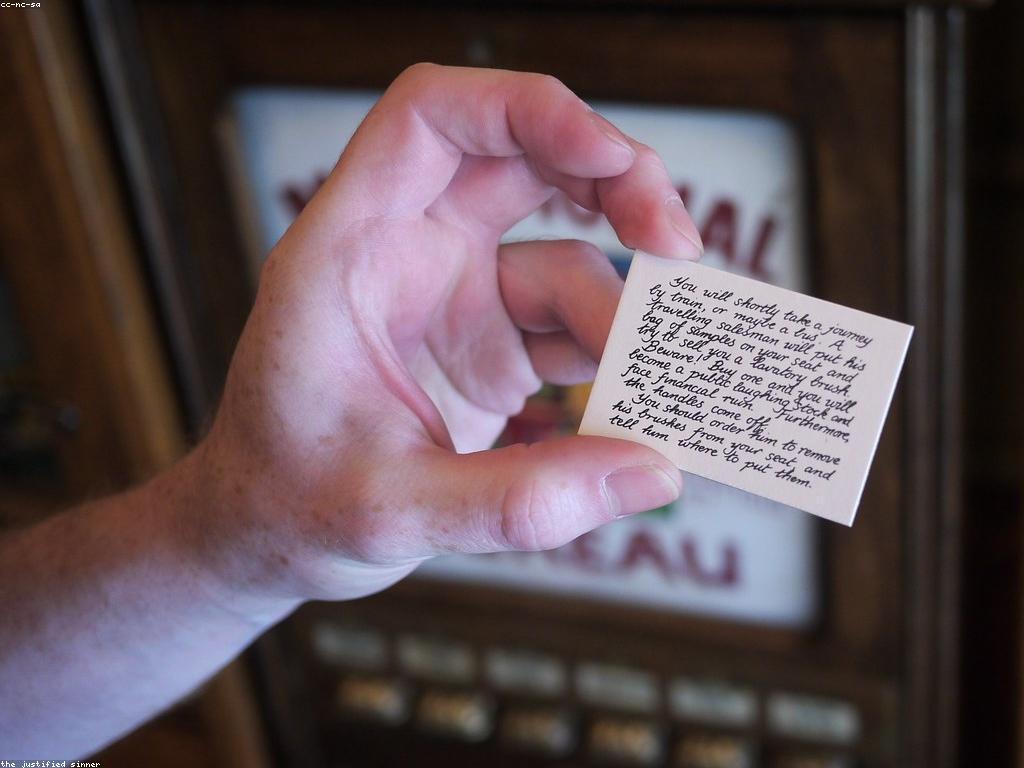 cc-nc-sa
You will shortly take a journey
by train, or maybe a bus. A
travelling salesman will put his
bag of samples on your seat and
try to sell you a lavatory brush.
Beware! Buy one and you will
become a public laughing stock and
face financial ruin. Furthermore,
the handles come off.
You should order him to remove
his brushes from your seat, and
tell him where to put them.
the justified sinner